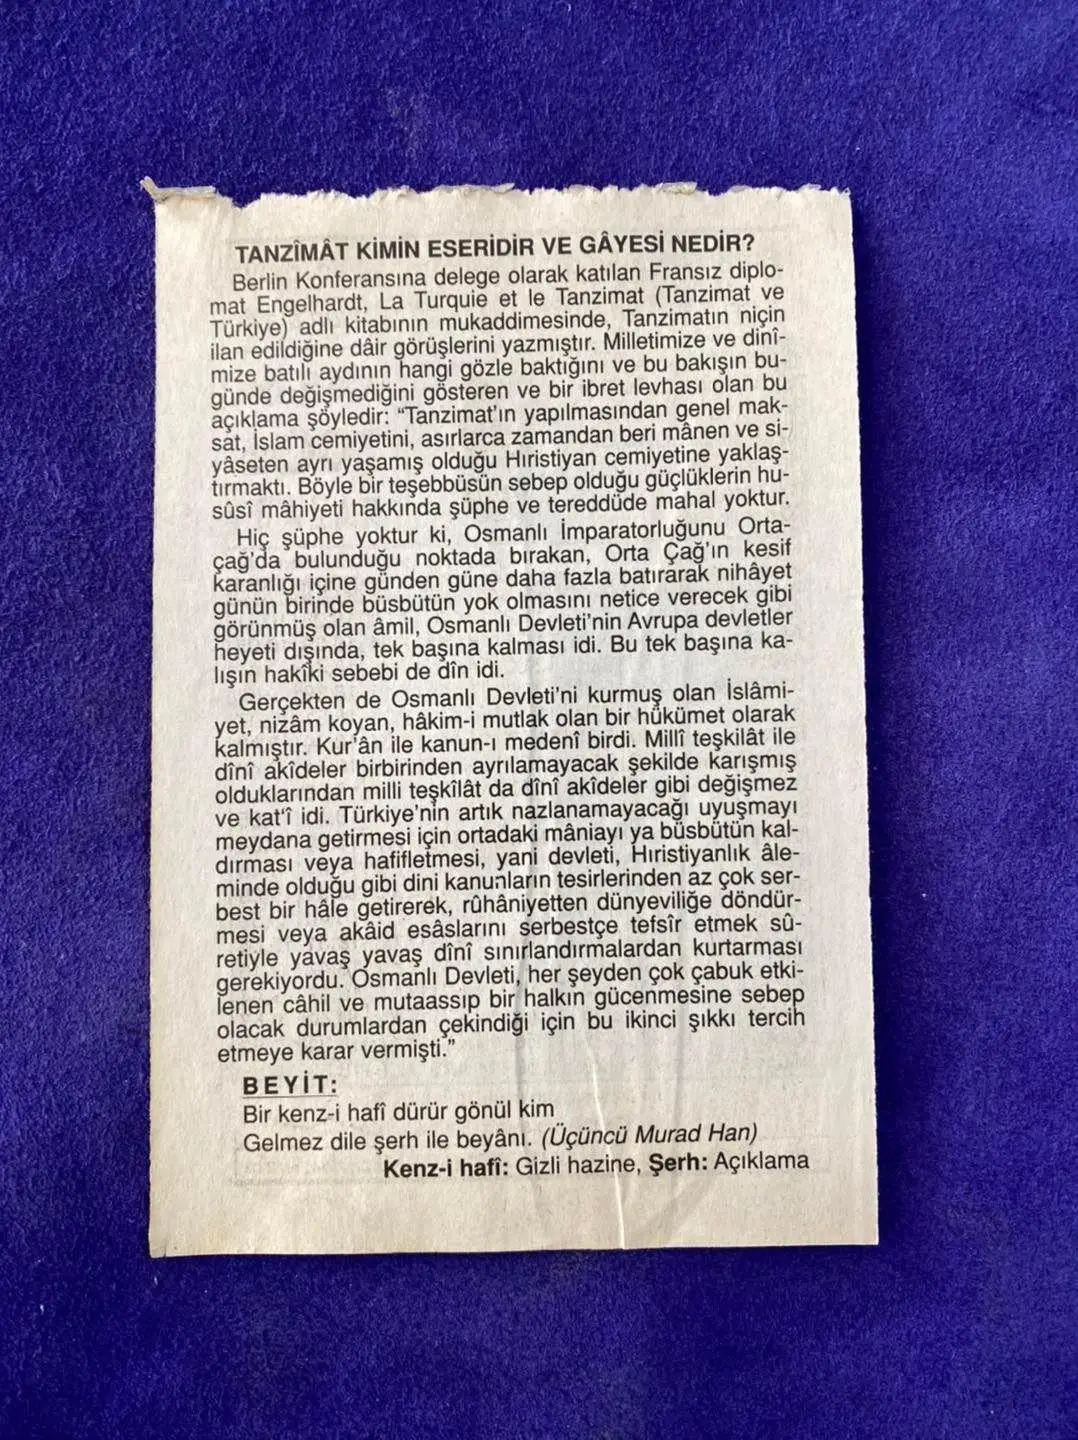 TANZÎMÂT KİMİN ESERİDİR VE GÂYESİ NEDİR?
Berlin Konferansına delege olarak katılan Fransız diplo-
mat Engelhardt, La Turquie et le Tanzimat (Tanzimat ve
Türkiye) adlı kitabının mukaddimesinde, Tanzimatın niçin
ilan edildiğine dâir görüşlerini yazmıştır. Milletimize ve dinî-
mize batılı aydının hangi gözle baktığını ve bu bakışın bu-
günde değişmediğini gösteren ve bir ibret levhası olan bu
açıklama şöyledir: “Tanzimat’ın yapılmasından genel mak-
sat, İslam cemiyetini, asırlarca zamandan beri mânen ve si-
yâseten ayrı yaşamış olduğu Hıristiyan cemiyetine yaklaş-
tırmaktı. Böyle bir teşebbüsün sebep olduğu güçlüklerin hu-
sûsî mâhiyeti hakkında şüphe ve tereddüde mahal yoktur.
Hiç şüphe yoktur ki, Osmanlı İmparatorluğunu Orta-
çağ’da bulunduğu noktada bırakan, Orta Çağ’ın kesif
karanlığı içine günden güne daha fazla batırarak nihâyet
günün birinde büsbütün yok olmasını netice verecek gibi
görünmüş olan âmil, Osmanlı Devleti’nin Avrupa devletler
heyeti dışında, tek başına kalması idi. Bu tek başına ka-
lışın hakîki sebebi de dîn idi.
Gerçekten de Osmanlı Devleti’ni kurmuş olan İslâmi-
yet, nizâm koyan, hâkim-i mutlak olan bir hükümet olarak
kalmıştır. Kur’ân ile kanun-ı medenî birdi. Millî teşkilât ile
dînî akîdeler birbirinden ayrılamayacak şekilde karışmış
olduklarından milli teşkîlât da dînî akîdeler gibi değişmez
ve kat‘î idi. Türkiye’nin artık nazlanamayacağı uyuşmayı
meydana getirmesi için ortadaki mâniayı ya büsbütün kal-
dırması veya hafifletmesi, yani devleti, Hıristiyanlık âle-
minde olduğu gibi dini kanunların tesirlerinden az çok ser-
best bir hâle getirerek, rûhâniyetten dünyeviliğe döndür-
mesi veya akâid esâslarını serbestçe tefsîr etmek sû-
retiyle yavaş yavaş dînî sınırlandırmalardan kurtarması
gerekiyordu. Osmanlı Devleti, her şeyden çok çabuk etki-
lenen câhil ve mutaassıp bir halkın gücenmesine sebep
olacak durumlardan çekindiği için bu ikinci şıkkı tercih
etmeye karar vermişti.”
BEYİT:
Bir kenz-i hafî dürür gönül kim
Gelmez dile şerh ile beyânı. (Üçüncü Murad Han)
Kenz-i hafî: Gizli hazine, Şerh: Açıklama